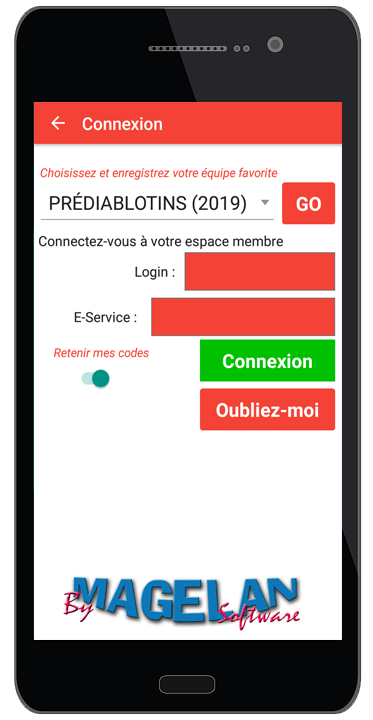 Connexion
Choisissez et enregistrez votre équipe favorite
PRÉDIABLOTINS (2019)
GO
Connectez-vous à votre espace membre
Login :
E-Service :
Retenir mes codes
Connexion
Oubliez-moi
By MAGELAN
Software